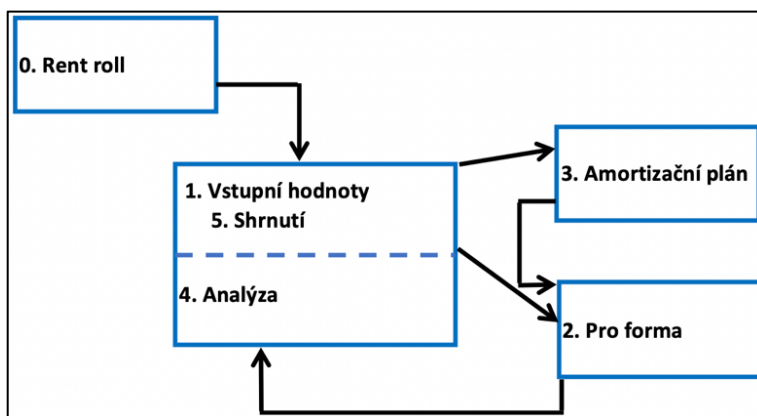 0. Rent roll
1. Vstupní hodnoty
5. Shrnutí
4. Analýza
3. Amortizační plán
2. Pro forma